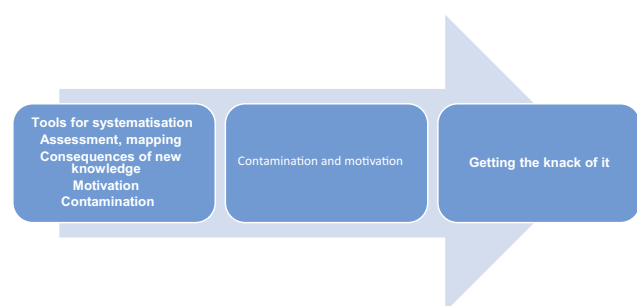 Tools for systematisation
Assessment, mapping
Consequences of new
knowledge
Motivation
Contamination
Contamination and motivation
Getting the knack of it